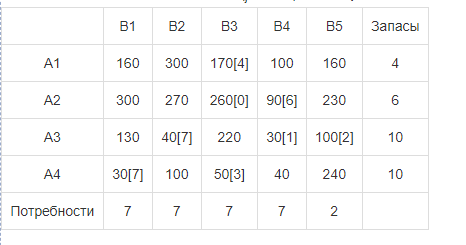 B1 B2 B3 B4 B5 Запасы
A1 160 300 170[4] 100 160 4
A2 300 270 260[0] 90[6] 230 6
A3 130 40[7] 220 30[1] 100[2] 10
A4 30[7] 100 50[3] 40 240 10
Потребности 7 7 7 7 2